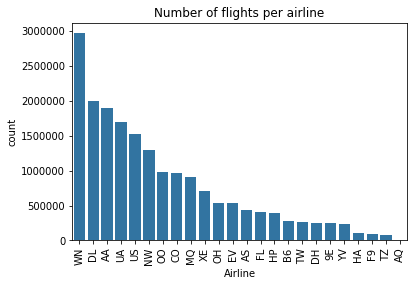 Number of flights per airline
3000000
2500000
2000000
1500000
1000000
500000
0
count
WN DL AA UA US NW OO CO MQ XE OH EV AS FL HP B6 TW DH 9E YV HA F9 TZ AQ
Airline